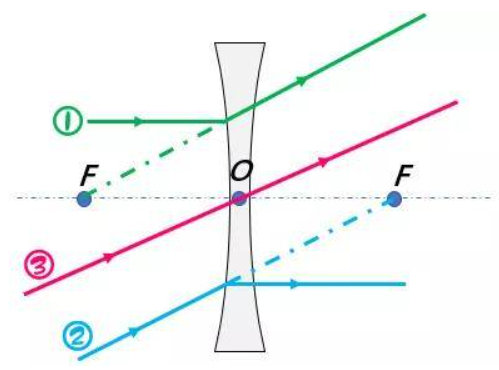 ①
F
O
F
③
②